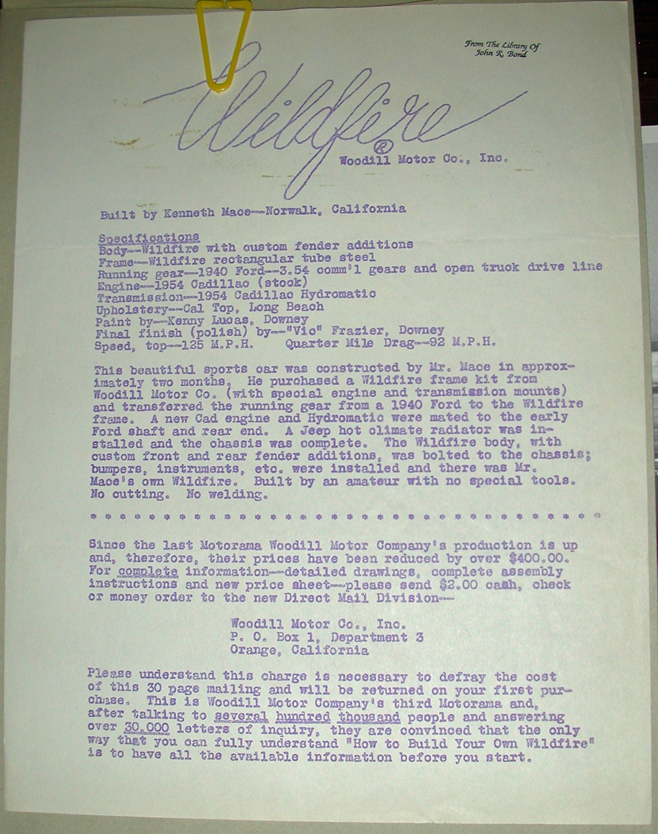 From The Library Of
John R. Bond
Wildfire
®
Woodill Motor Co., Inc.
Built by Kenneth Mace--Norwalk, California
Specifications
Body--Wildfire with custom fender additions
Frame--Wildfire rectangular tube steel
Running gear--1940 Ford--3.54 comm'l gears and open truck drive line
Engine--1954 Cadillac (stock)
Transmission--1954 Cadillac Hydromatic
Upholstery--Cal Top, Long Beach
Paint by--Kenny Lucas, Downey
Final finish (polish) by--"Vic" Frazier, Downey
Speed, top--125 M.P.H. Quarter Mile Drag--92 M.P.H.
This beautiful sports car was constructed by Mr. Mace in approx-
imately two months. He purchased a Wildfire frame kit from
Woodill Motor Co. (with special engine and transmission mounts)
and transferred the running gear from a 1940 Ford to the Wildfire
frame. A new Cad engine and Hydromatic were mated to the early
Ford shaft and rear end. A Jeep hot climate radiator was in-
stalled and the chassis was complete. The Wildfire body, with
custom front and rear fender additions, was bolted to the chassis;
bumpers, instruments, etc. were installed and there was Mr.
Mace's own Wildfire. Built by an amateur with no special tools.
No cutting. No welding.
* * * * * * * * * * * * * * * * * * * * * * * * * * * * * * * * * * *
Since the last Motorama Woodill Motor Company's production is up
and, therefore, their prices have been reduced by over $400.00.
For complete information--detailed drawings, complete assembly
instructions and new price sheet--please send $2.00 cash, check
or money order to the new Direct Mail Division--
Woodill Motor Co., Inc.
P. O. Box 1, Department 3
Orange, California
Please understand this charge is necessary to defray the cost
of this 30 page mailing and will be returned on your first pur-
chase. This is Woodill Motor Company's third Motorama and,
after talking to several hundred thousand people and answering
over 30,000 letters of inquiry, they are convinced that the only
way that you can fully understand "How to Build Your Own Wildfire"
is to have all the available information before you start.